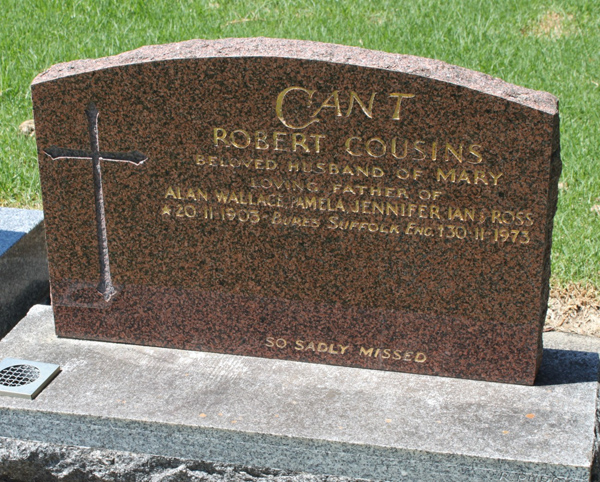 CANT
ROBERT COUSINS
BELOVED HUSBAND OF MARY
LOVING FATHER OF
ALAN WALLACE, PAMELA, JENNIFER, IAN & ROSS
★20·11·1903· BURES SUFFOLK ENG. †30·11·1973
SO SADLY MISSED